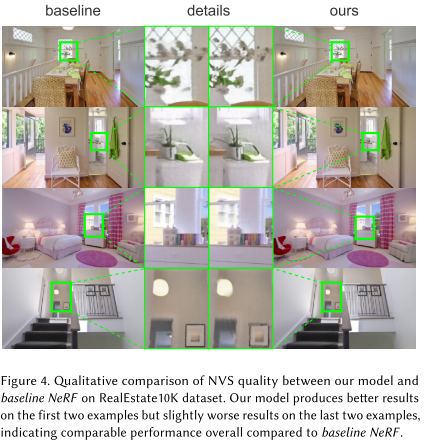 baseline details ours
Figure 4. Qualitative comparison of NVS quality between our model and
baseline NeRF on RealEstate10K dataset. Our model produces better results
on the first two examples but slightly worse results on the last two examples,
indicating comparable performance overall compared to baseline NeRF.